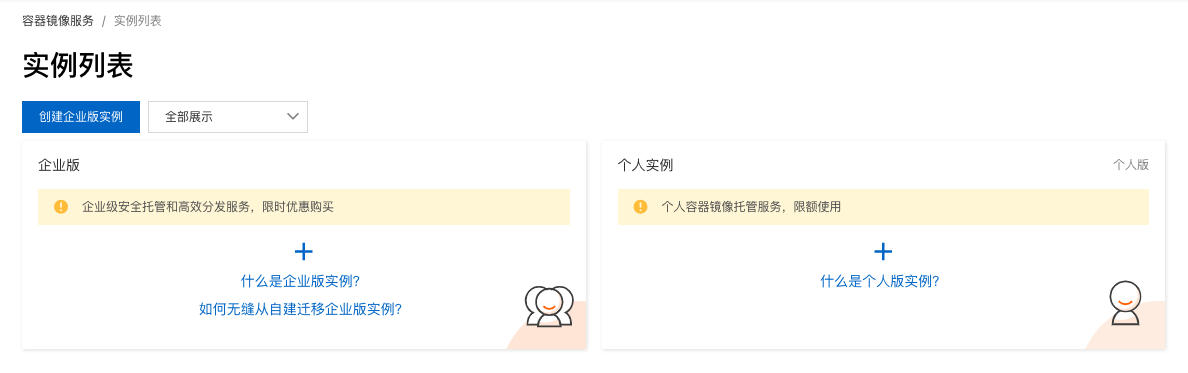 容器镜像服务 / 实例列表
实例列表
创建企业版实例 全部展示
企业版
企业级安全托管和高效分发服务，限时优惠购买
什么是企业版实例?
如何无缝从自建迁移企业版实例?
个人实例 个人版
个人容器镜像托管服务，限额使用
什么是个人版实例?